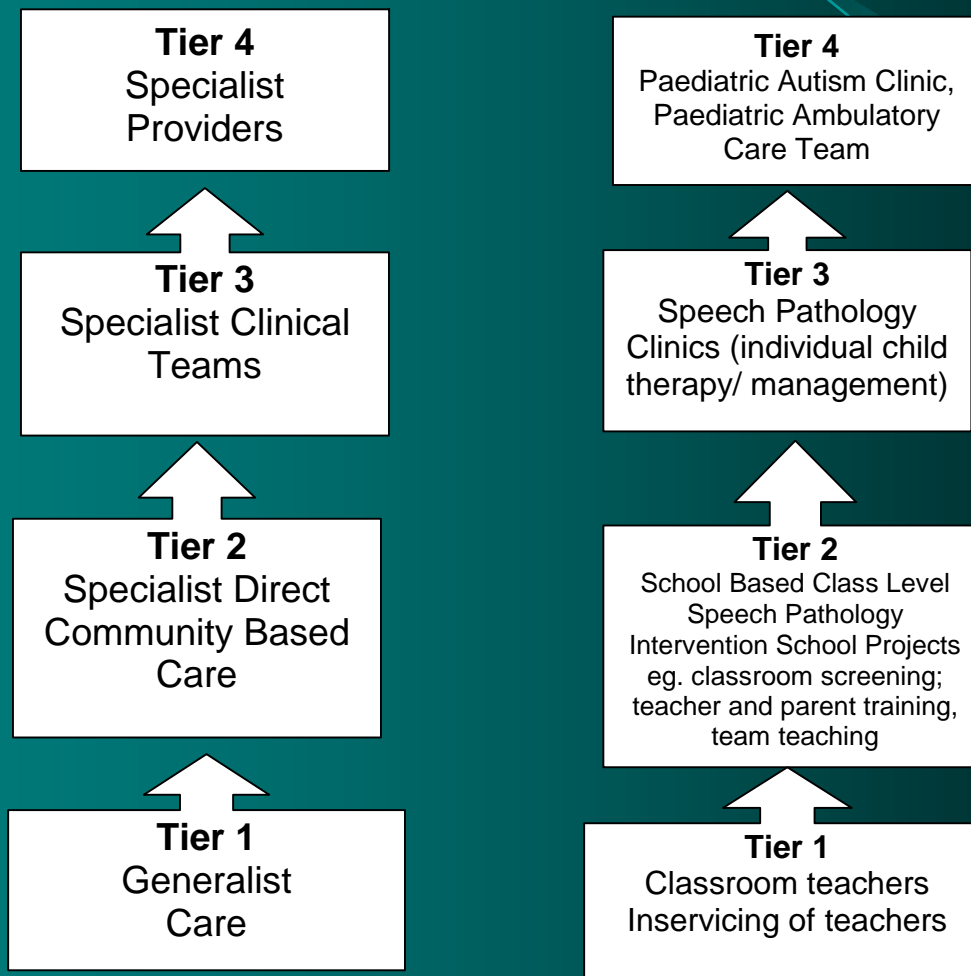 Tier 4
Specialist
Providers
Tier 3
Specialist Clinical
Teams
Tier 2
Specialist Direct
Community Based
Care
Tier 1
Generalist
Care
Tier 4
Paediatric Autism Clinic,
Paediatric Ambulatory
Care Team
Tier 3
Speech Pathology
Clinics (individual child
therapy/ management)
Tier 2
School Based Class Level
Speech Pathology
Intervention School Projects
eg. classroom screening;
teacher and parent training,
team teaching
Tier 1
Classroom teachers
Inservicing of teachers